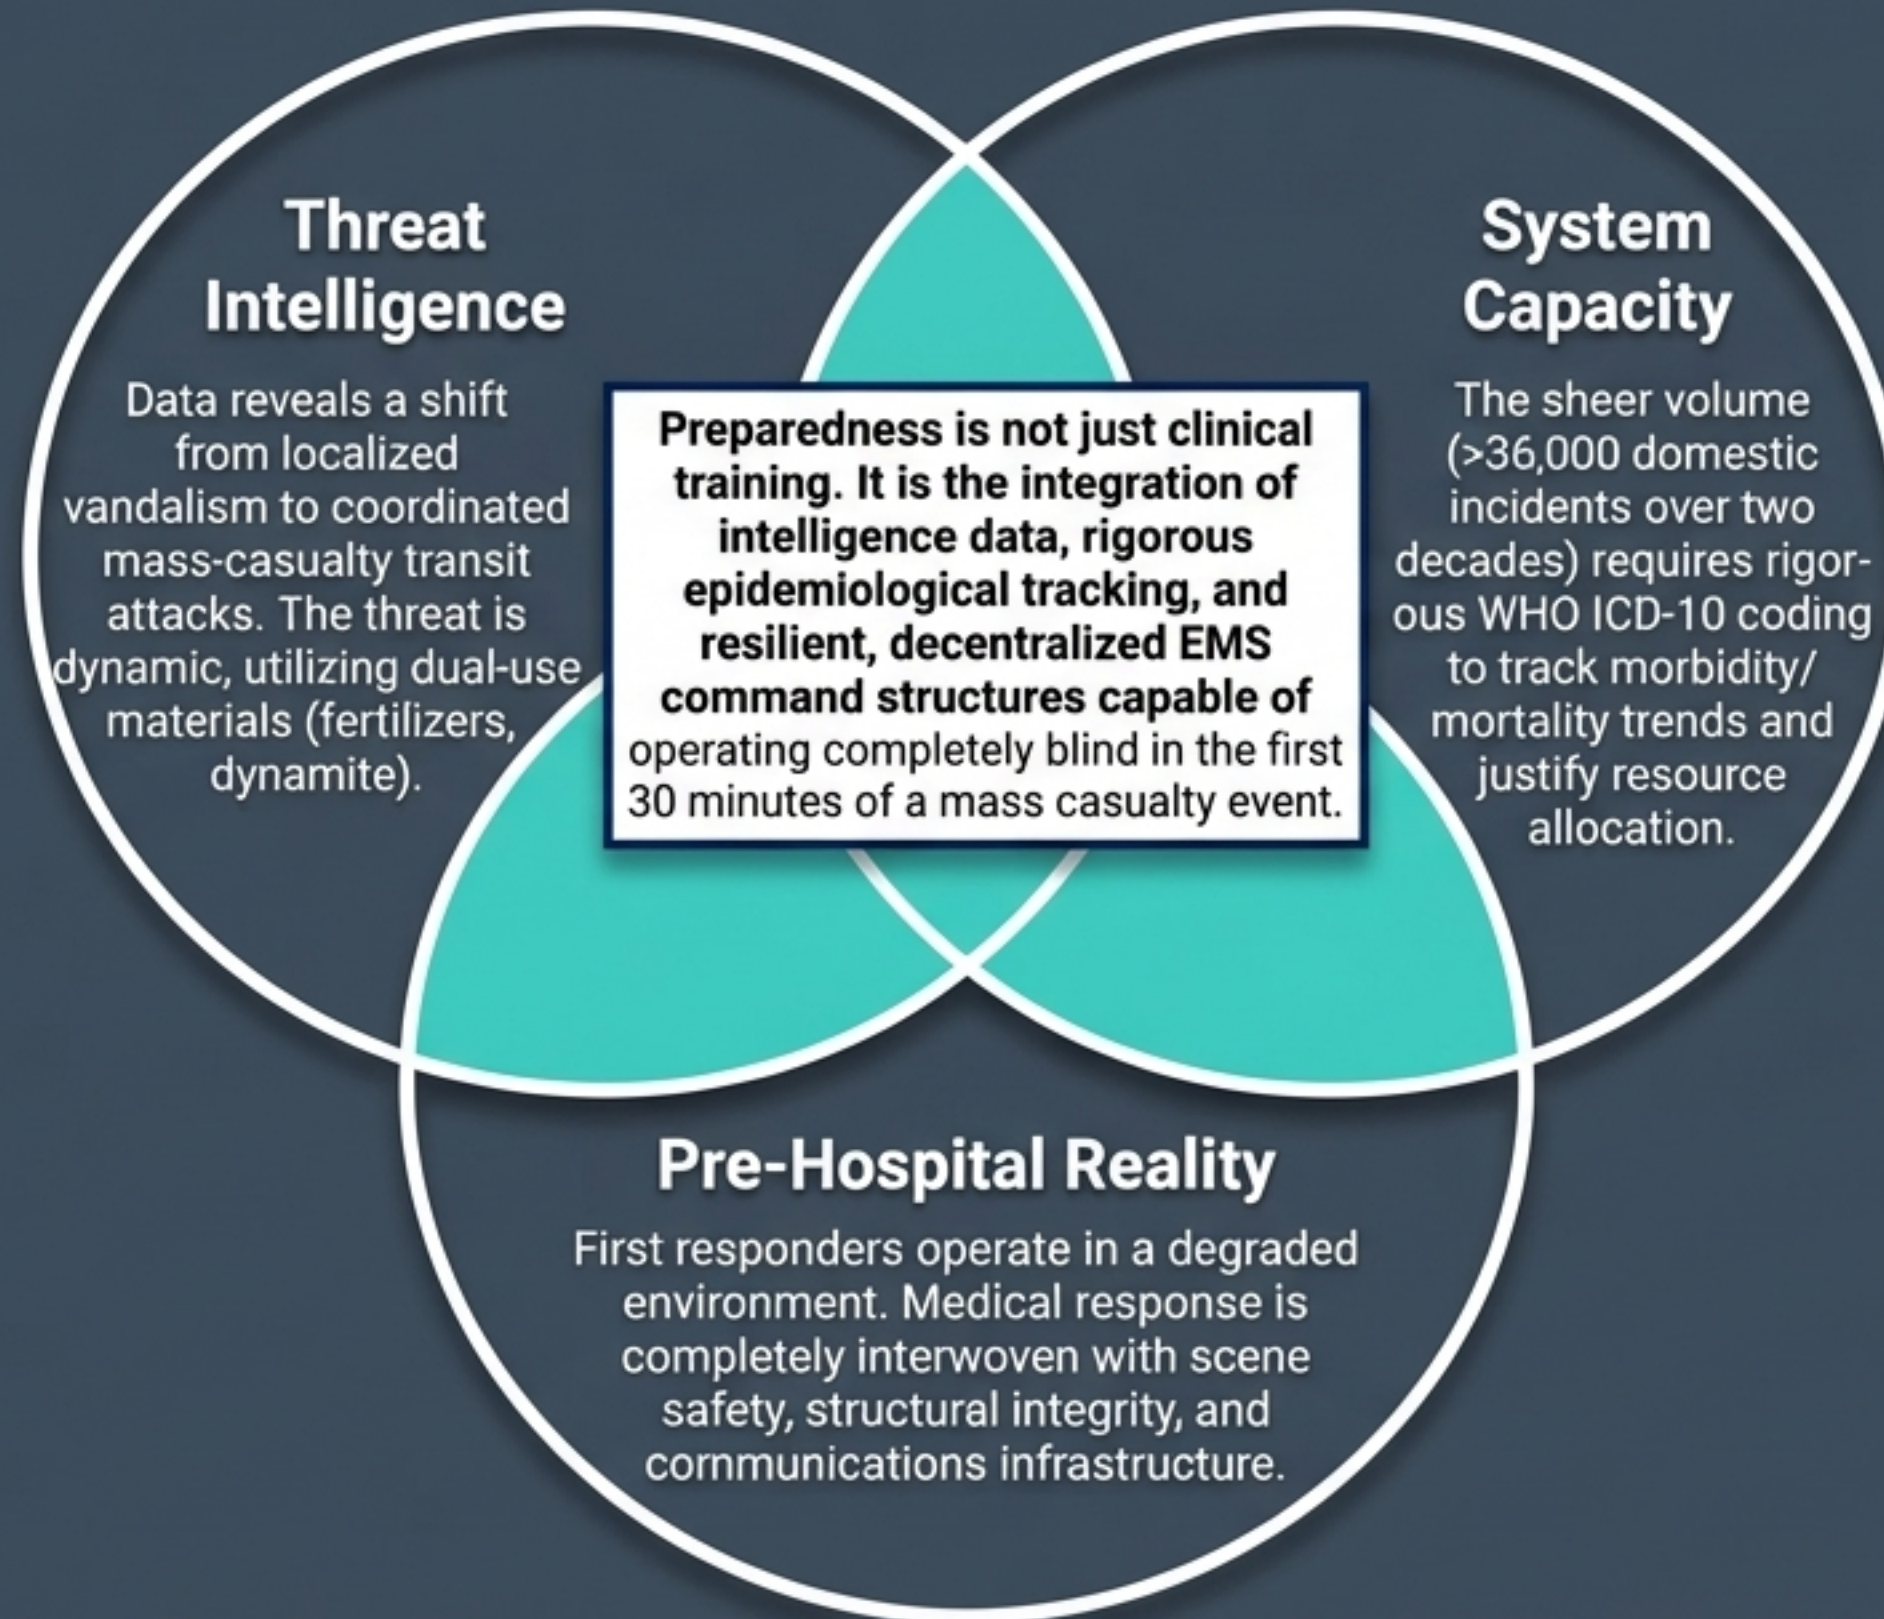 Threat
Intelligence
Data reveals a shift
from localized
vandalism to coordinated
mass-casualty transit
attacks. The threat is
dynamic, utilizing dual-use
materials (fertilizers,
dynamite).
System
Capacity
The sheer volume
(>36,000 domestic
incidents over two
decades) requires rigor-
ous WHO ICD-10 coding
to track morbidity/
mortality trends and
justify resource
allocation.
Preparedness is not just clinical
training. It is the integration of
intelligence data, rigorous
epidemiological tracking, and
resilient, decentralized EMS
command structures capable of
operating completely blind in the first
30 minutes of a mass casualty event.
Pre-Hospital Reality
First responders operate in a degraded
environment. Medical response is
completely interwoven with scene
safety, structural integrity, and
communications infrastructure.